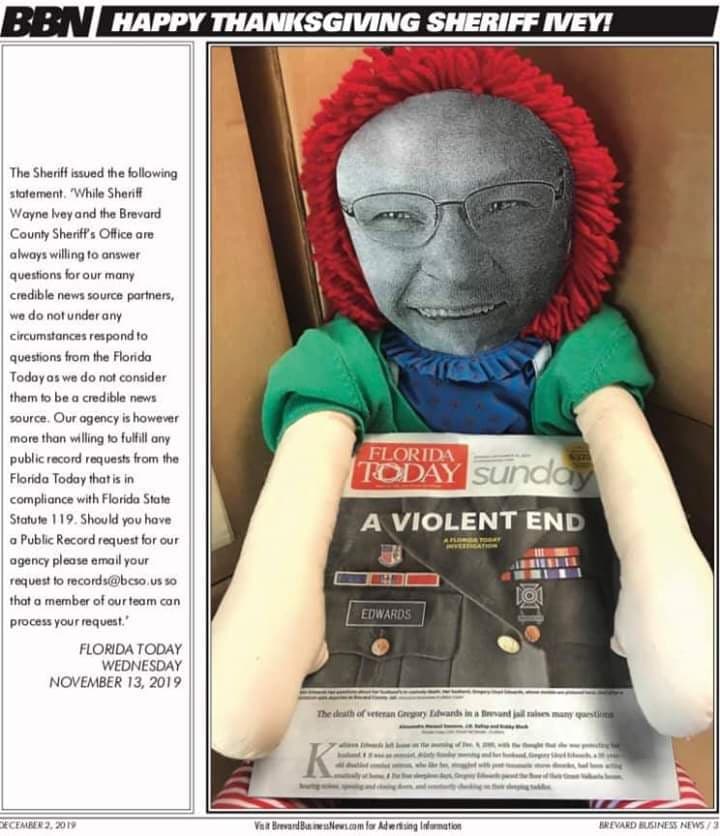 BBN HAPPY THANKSGIVING SHERIFF IVEY!
The Sheriff issued the following
statement. 'While Sheriff
Wayne Ivey and the Brevard
County Sheriff's Office are
always willing to answer
questions for our many
credible news source partners,
we do not under any
circumstances respond to
questions from the Florida
Today as we do not consider
them to be a credible news
source. Our agency is however
more than willing to fulfill any
public record requests from the
Florida Today that is in
compliance with Florida State
Statute 119. Should you have
a Public Record request for our
agency please email your
request to records@bcso.us so
that a member of our team can
process your request.'
FLORIDA TODAY
WEDNESDAY
NOVEMBER 13, 2019
FLORIDA
TODAY sunday
A VIOLENT END
A FLORIDA TODAY
INVESTIGATION
EDWARDS
The death of veteran Gregory Edwards in a Brevard jail raises many questions
ECEMBER 2, 2019
Visit BrevardBusinessNews.com for Advertising Information
BREVARD BUSINESS NEWS / 3